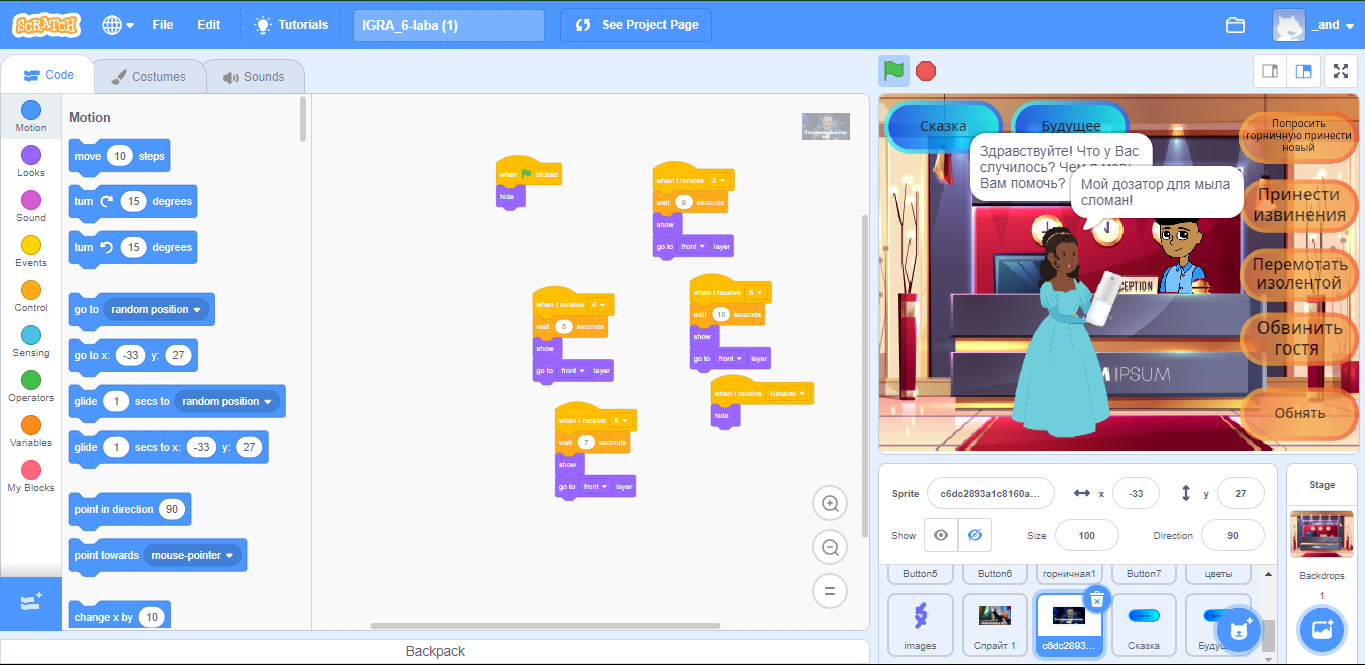 SCRATCH
File
Edit
Tutorials
IGRA_6-laba (1)
See Project Page
_and
Code
Costumes
Sounds
Motion
Looks
Sound
Events
Control
Sensing
Operators
Variables
My Blocks
Motion
move 10 steps
turn 15 degrees
turn 15 degrees
go to random position
go to x: -33 y: 27
glide 1 secs to random position
glide 1 secs to x: -33 y: 27
point in direction 90
point towards mouse-pointer
change x by 10
when clicked
hide
when I receive 3
wait 6 seconds
show
go to front layer
when I receive 4
wait 5 seconds
show
go to front layer
when I receive 5
wait 10 seconds
show
go to front layer
when I receive Начало
hide
when I receive 6
wait 7 seconds
show
go to front layer
Backpack
Сказка
Будущее
Здравствуйте! Что у Вас
случилось?
Вам помочь?
Мой дозатор для мыла
сломан!
Попросить
горничную принести
новый
Принести
извинения
Перемотать
изолентой
Обвинить
гостя
Обнять
CEPTION
M IPSUM
Sprite
c6dc2893a1c8160a...
x
-33
y
27
Show
Size
100
Direction
90
Button5
Button6
горничная1
Button7
цветы
images
Спрайт 1
c6dc2893...
Сказка
Будущ
Stage
Backdrops
1